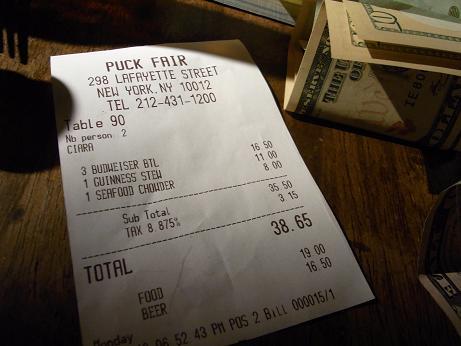 PUCK FAIR
298 LAFAYETTE STREET
NEW YORK.NY 10012
TEL 212-431-1200
Table 90
Nb person 2
CIARA
3 BUDWEISER BTL 16 50
1 GUINNESS STEW 11 00
1 SEAFOOD CHOWDER 8 00
Sub Total 35 50
TAX 8 875% 3 15
TOTAL 38.65
FOOD 19 00
BEER 16 50
Monday
06 52 43 PM POS 2 Bill 000015/1
10
THE U